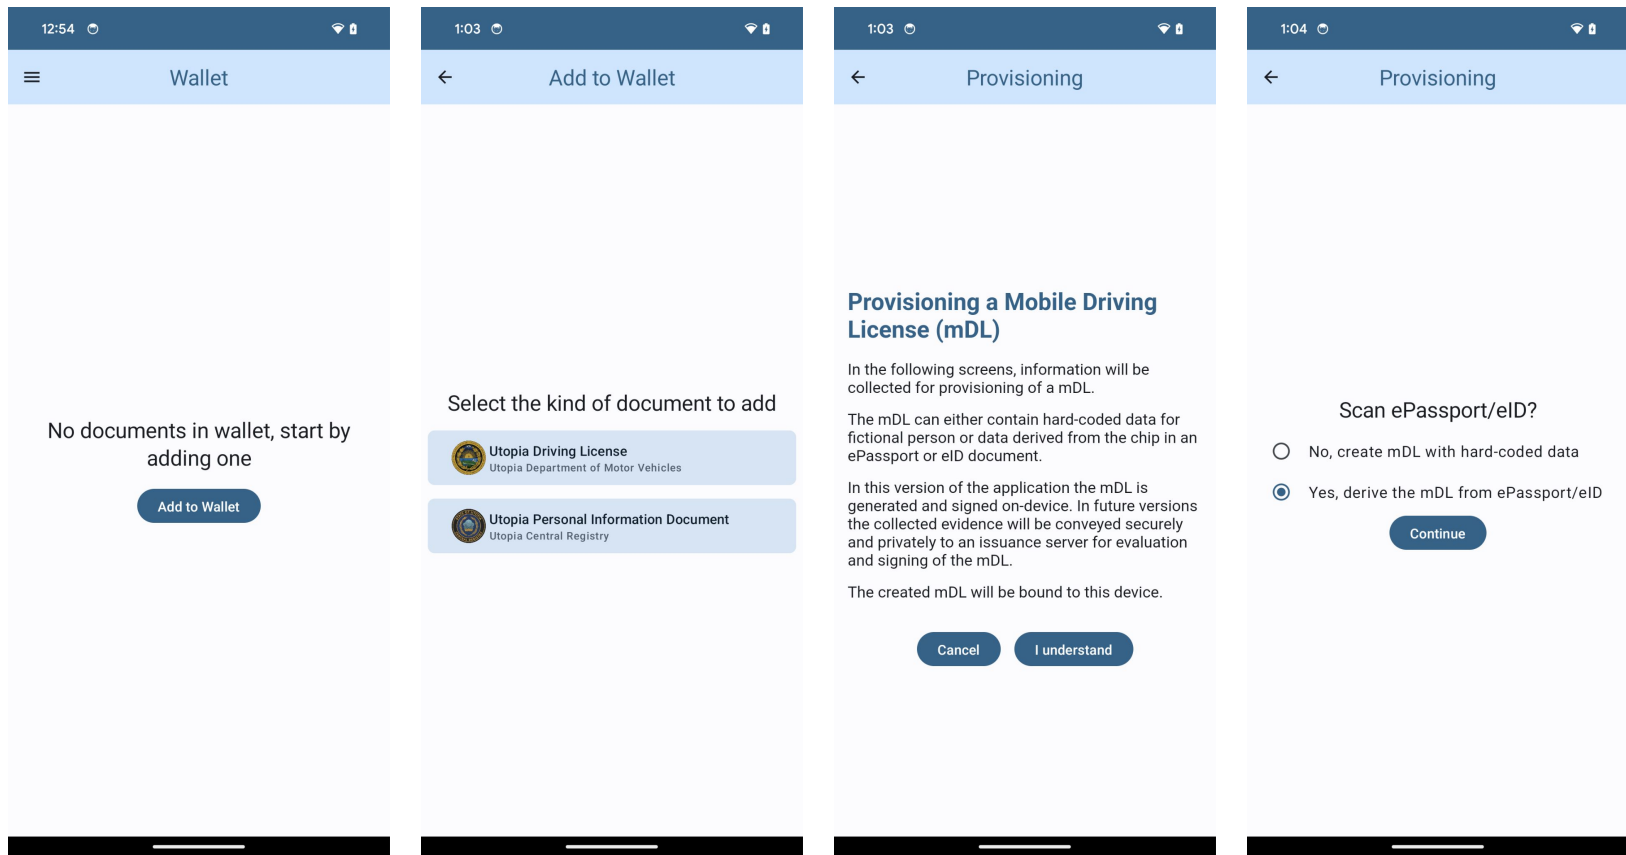 12:54
Wallet
No documents in wallet, start by
adding one
Add to Wallet
1:03
Add to Wallet
Select the kind of document to add
Utopia Driving License
Utopia Department of Motor Vehicles
Utopia Personal Information Document
Utopia Central Registry
1:03
Provisioning
Provisioning a Mobile Driving
License (mDL)
In the following screens, information will be
collected for provisioning of a mDL.
The mDL can either contain hard-coded data for
fictional person or data derived from the chip in an
ePassport or eID document.
In this version of the application the mDL is
generated and signed on-device. In future versions
the collected evidence will be conveyed securely
and privately to an issuance server for evaluation
and signing of the mDL.
The created mDL will be bound to this device.
Cancel
I understand
1:04
Provisioning
Scan ePassport/eID?
No, create mDL with hard-coded data
Yes, derive the mDL from ePassport/eID
Continue